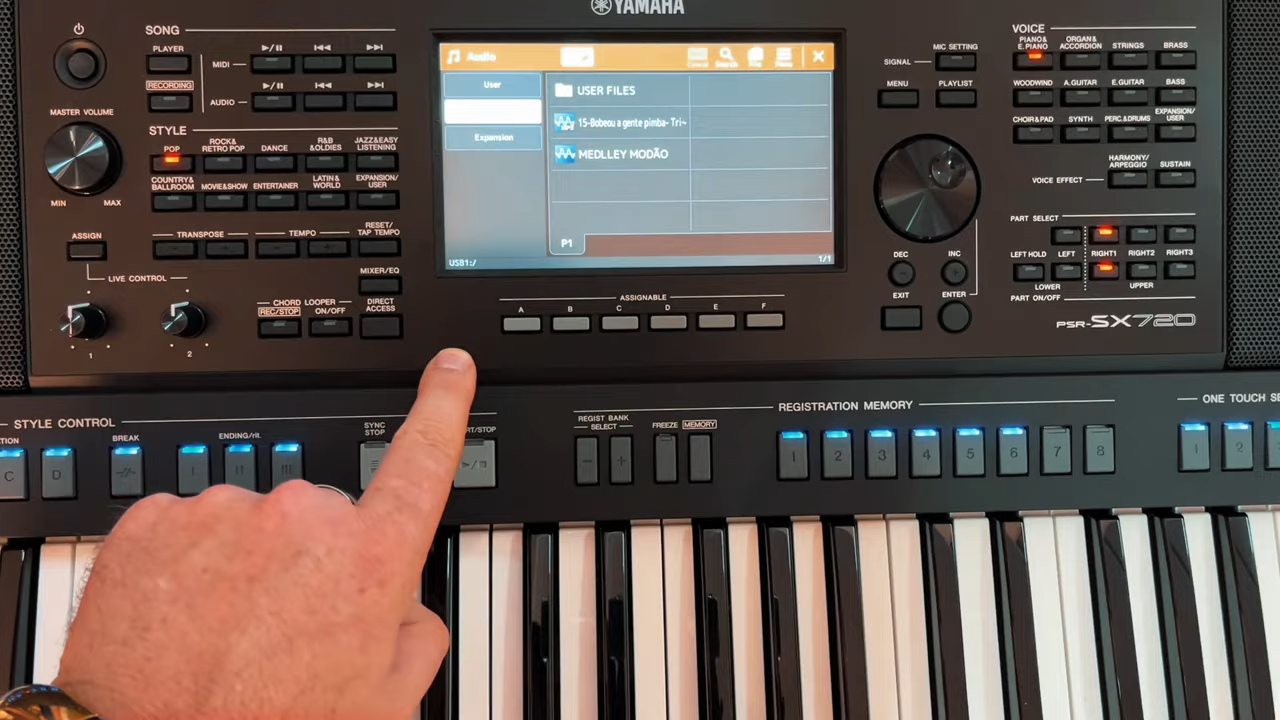 YAMAHA
SONG
PLAYER
RECORDING
MIDI
AUDIO
MASTER VOLUME
MIN MAX
STYLE
POP
ROCK& RETRO POP
DANCE
R&B &OLDIES
JAZZ&EASY LISTENING
COUNTRY& BALLROOM
MOVIE&SHOW
ENTERTAINER
LATIN& WORLD
EXPANSION/ USER
ASSIGN
TRANSPOSE
TEMPO
RESET/ TAP TEMPO
LIVE CONTROL
1 2
CHORD LOOPER
REC/STOP ON/OFF
MIXER/EQ
DIRECT ACCESS
Audio
Search
Menu
User
Expansion
USER FILES
15-Bobeou a gente pimba- Tri~
MEDLLEY MODÃO
P1
USB1:/
1/1
ASSIGNABLE
A B C D E F
MIC SETTING
SIGNAL
MENU
PLAYLIST
DEC INC
EXIT ENTER
VOICE
PIANO& E.PIANO
ORGAN& ACCORDION
STRINGS
BRASS
WOODWIND
A.GUITAR
E.GUITAR
BASS
CHOIR&PAD
SYNTH
PERC.&DRUMS
EXPANSION/ USER
VOICE EFFECT
HARMONY/ ARPEGGIO
SUSTAIN
PART SELECT
LEFT HOLD LEFT RIGHT1 RIGHT2 RIGHT3
LOWER UPPER
PART ON/OFF
PSR-SX720
STYLE CONTROL
C D
BREAK
ENDING/rit.
I II III
SYNC STOP
REGIST BANK
SELECT
- +
FREEZE
MEMORY
REGISTRATION MEMORY
1 2 3 4 5 6 7 8
ONE TOUCH
1 2